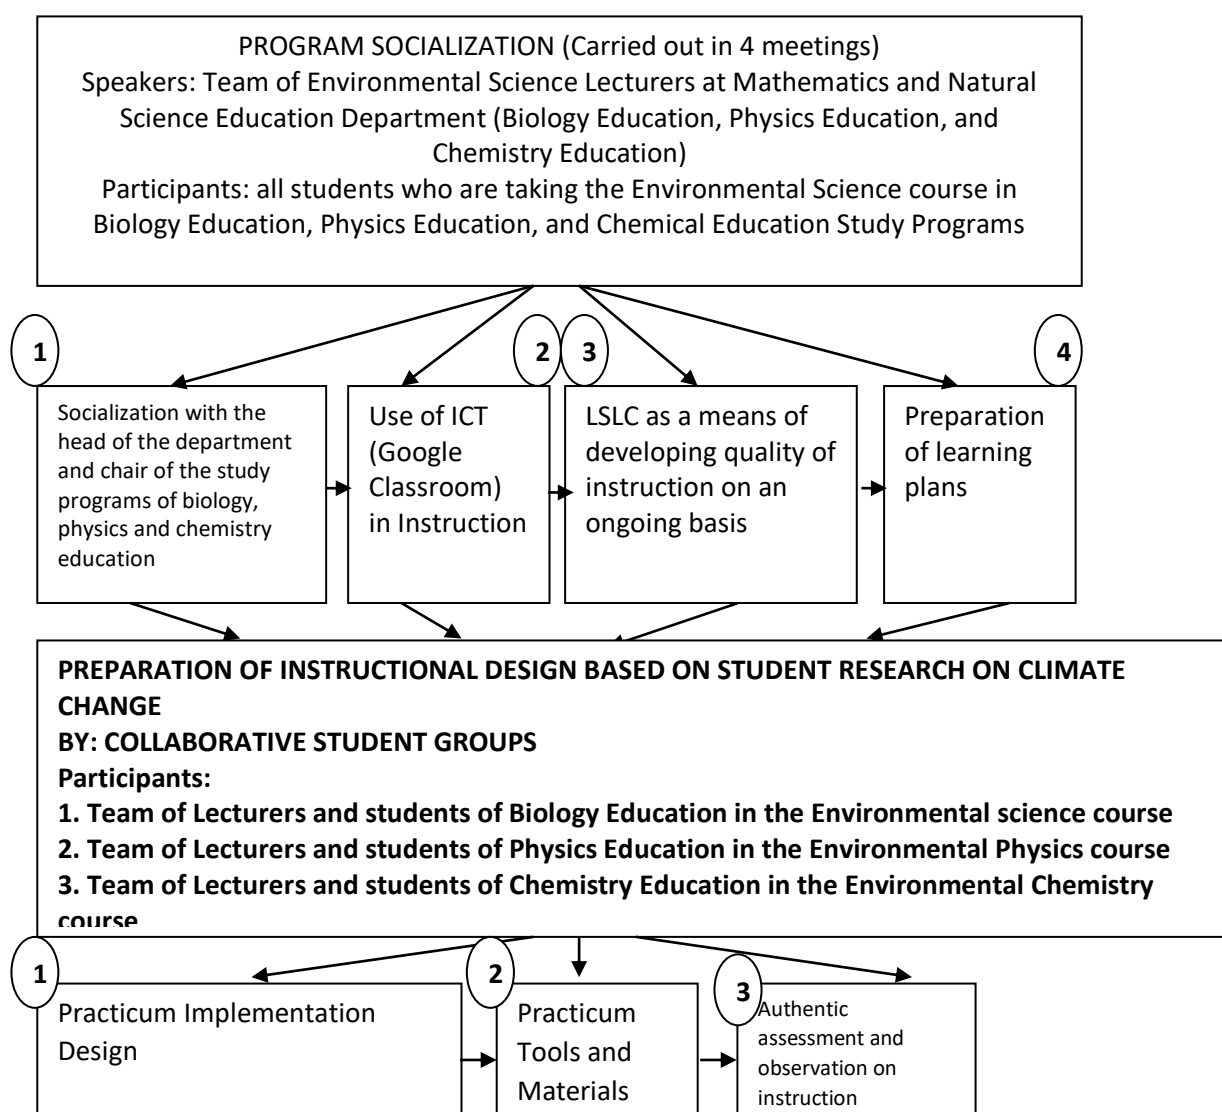 PROGRAM SOCIALIZATION (Carried out in 4 meetings)
Speakers: Team of Environmental Science Lecturers at Mathematics and Natural
Science Education Department (Biology Education, Physics Education, and
Chemistry Education)
Participants: all students who are taking the Environmental Science course in
Biology Education, Physics Education, and Chemical Education Study Programs
1
Socialization with the
head of the department
and chair of the study
programs of biology,
physics and chemistry
education
2
Use of ICT
(Google
Classroom)
in Instruction
3
LSLC as a means of
developing quality of
instruction on an
ongoing basis
4
Preparation
of learning
plans
PREPARATION OF INSTRUCTIONAL DESIGN BASED ON STUDENT RESEARCH ON CLIMATE
CHANGE
BY: COLLABORATIVE STUDENT GROUPS
Participants:
1. Team of Lecturers and students of Biology Education in the Environmental science course
2. Team of Lecturers and students of Physics Education in the Environmental Physics course
3. Team of Lecturers and students of Chemistry Education in the Environmental Chemistry
course
1
Practicum Implementation
Design
2
Practicum
Tools and
Materials
3
Authentic
assessment and
observation on
instruction